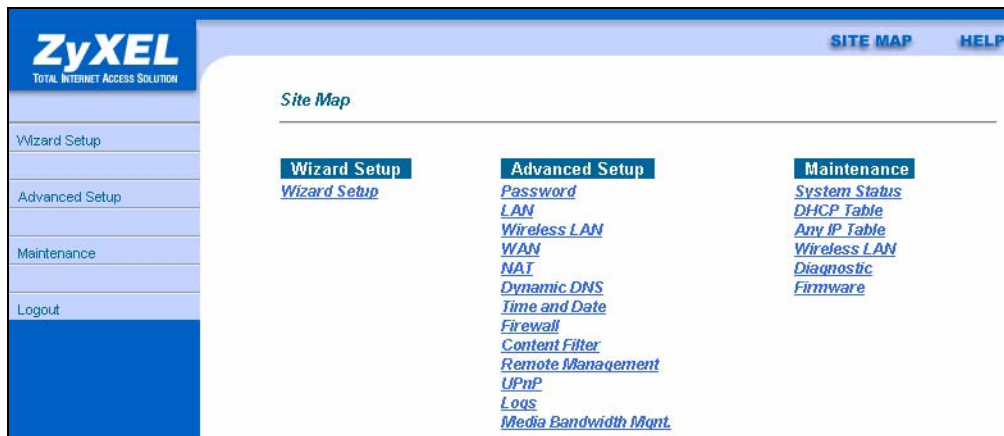 ZyXEL
TOTAL INTERNET ACCESS SOLUTION
SITE MAP
HELP
Wizard Setup
Advanced Setup
Maintenance
Logout
Site Map
Wizard Setup
Wizard Setup
Advanced Setup
Password
LAN
Wireless LAN
WAN
NAT
Dynamic DNS
Time and Date
Firewall
Content Filter
Remote Management
UPnP
Logs
Media Bandwidth Mgnt.
Maintenance
System Status
DHCP Table
Any IP Table
Wireless LAN
Diagnostic
Firmware